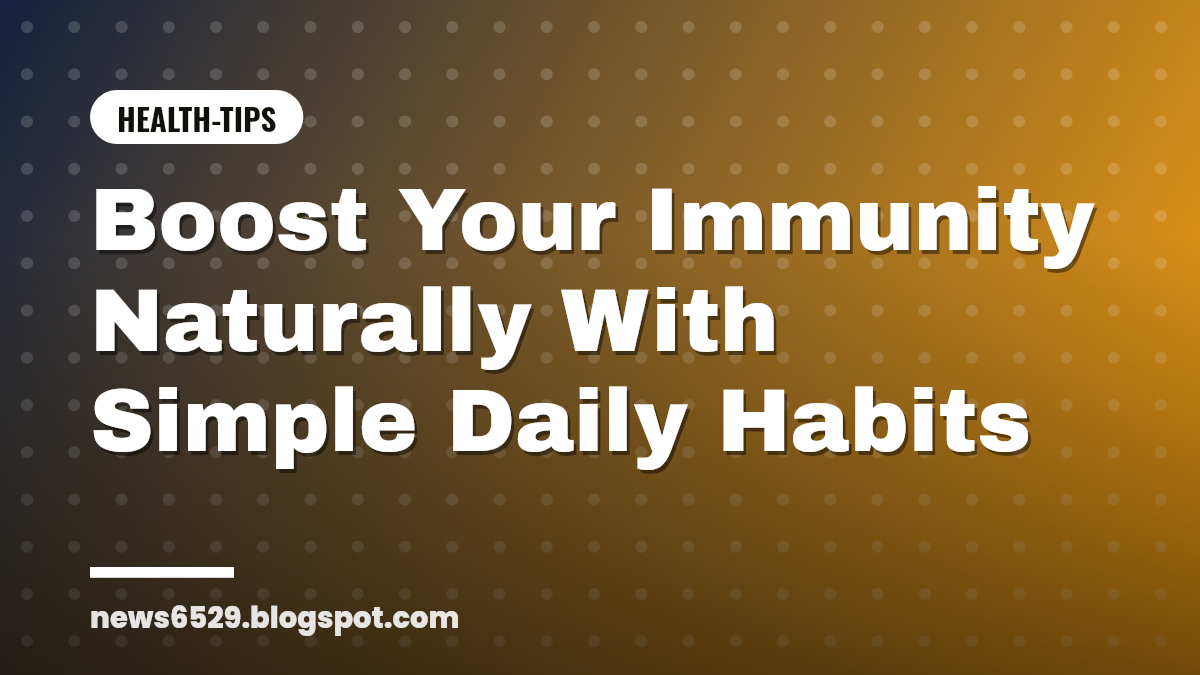 HEALTH-TIPS
Boost Your Immunity
Naturally With
Simple Daily Habits
news6529.blogspot.com